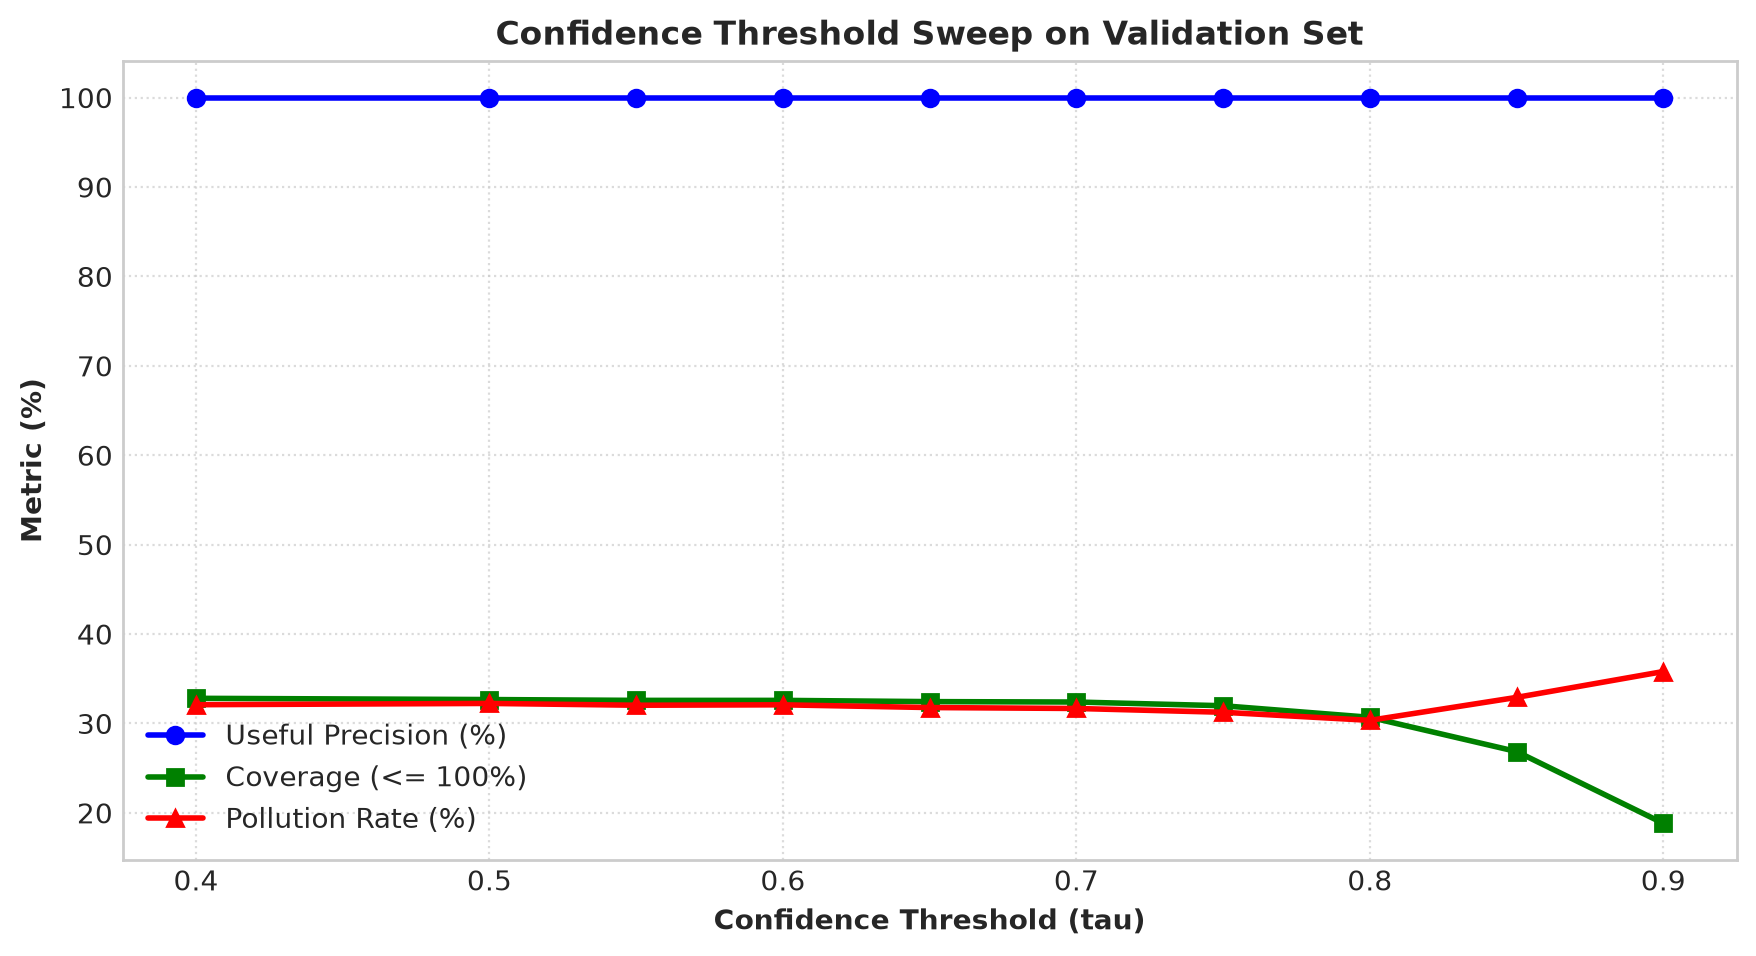 Confidence Threshold Sweep on Validation Set
100
90
80
70
60
50
40
30
20
Metric (%)
Useful Precision (%)
Coverage (<= 100%)
Pollution Rate (%)
0.4 0.5 0.6 0.7 0.8 0.9
Confidence Threshold (tau)